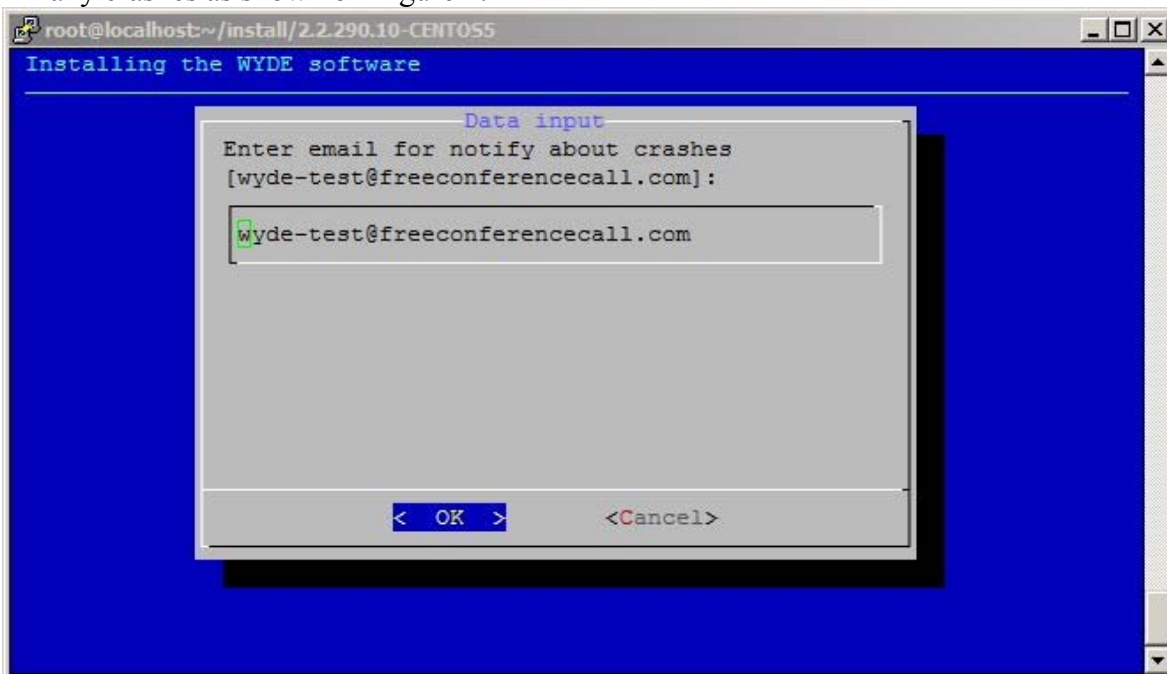 root@localhost:~/install/2.2.290.10-CENTOS5
Installing the WYDE software
Data input
Enter email for notify about crashes
[wyde-test@freeconferencecall.com]:
wyde-test@freeconferencecall.com
< OK > <Cancel>